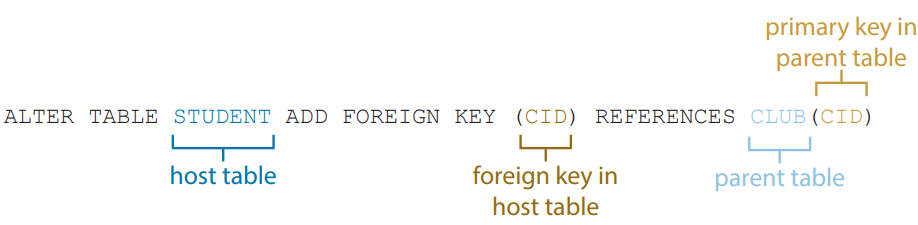 primary key in
parent table
ALTER TABLE STUDENT ADD FOREIGN KEY (CID) REFERENCES CLUB(CID)
host table
foreign key in
host table
parent table